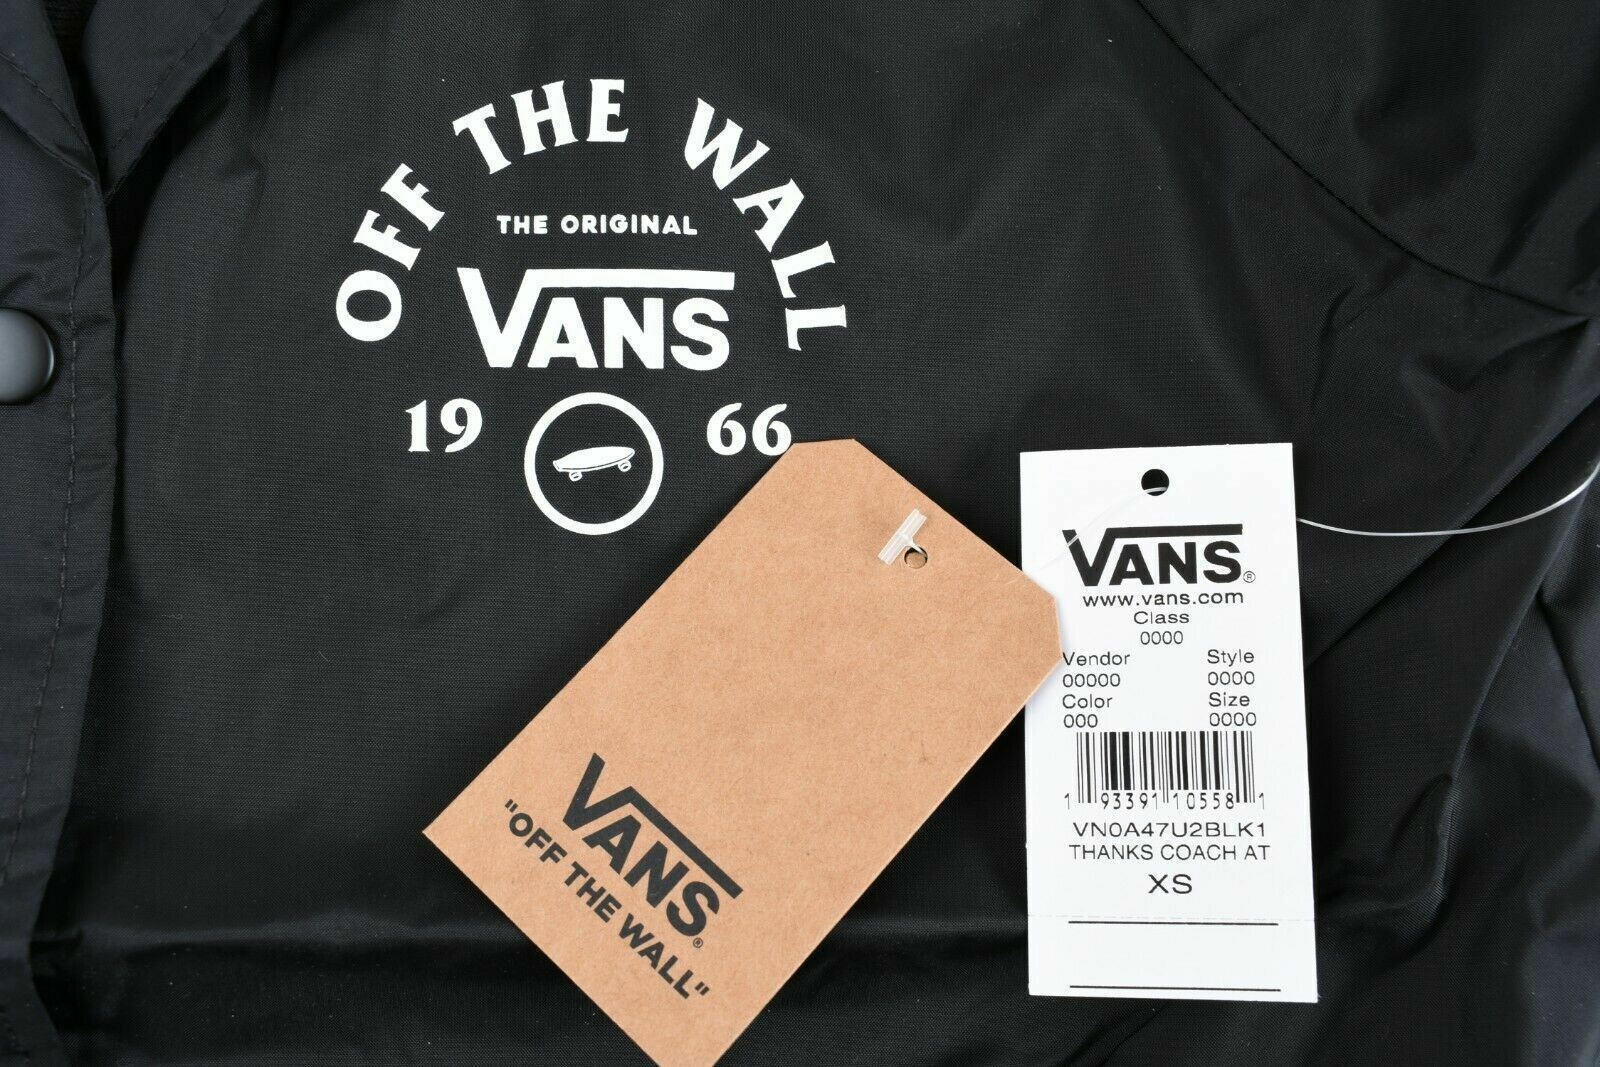 OFF THE WALL
THE ORIGINAL
VANS
19 66
VANS®
"OFF THE WALL"
VANS®
www.vans.com
Class
0000
Vendor Style
00000 0000
Color Size
000 0000
1 93391 10558 1
VN0A47U2BLK1
THANKS COACH AT
XS